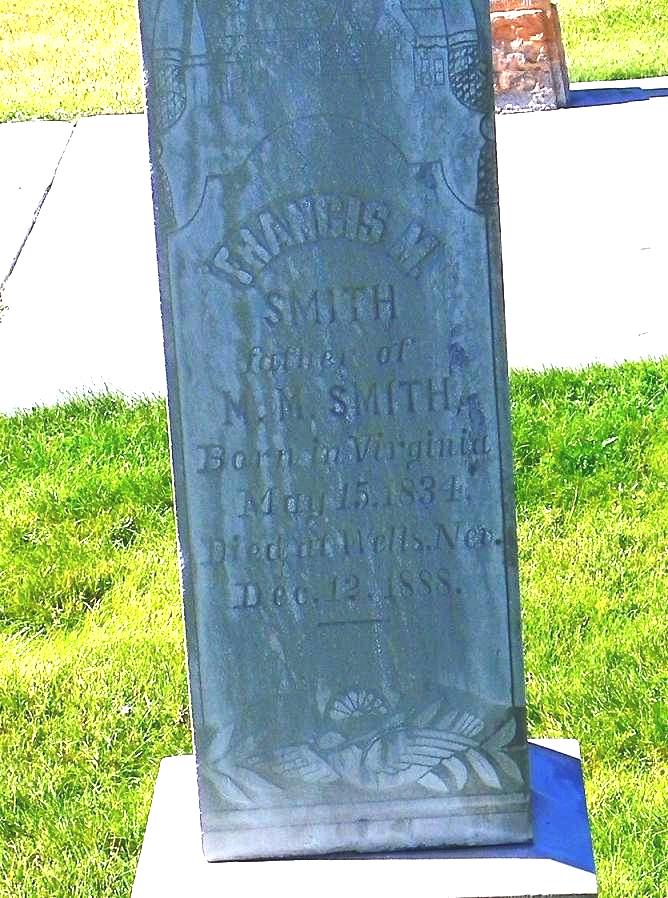 FRANCIS M.
SMITH
father of
M. M. SMITH,
Born in Virginia
May 15. 1834.
Died at Wells, Nev.
Dec. 12. 1888.